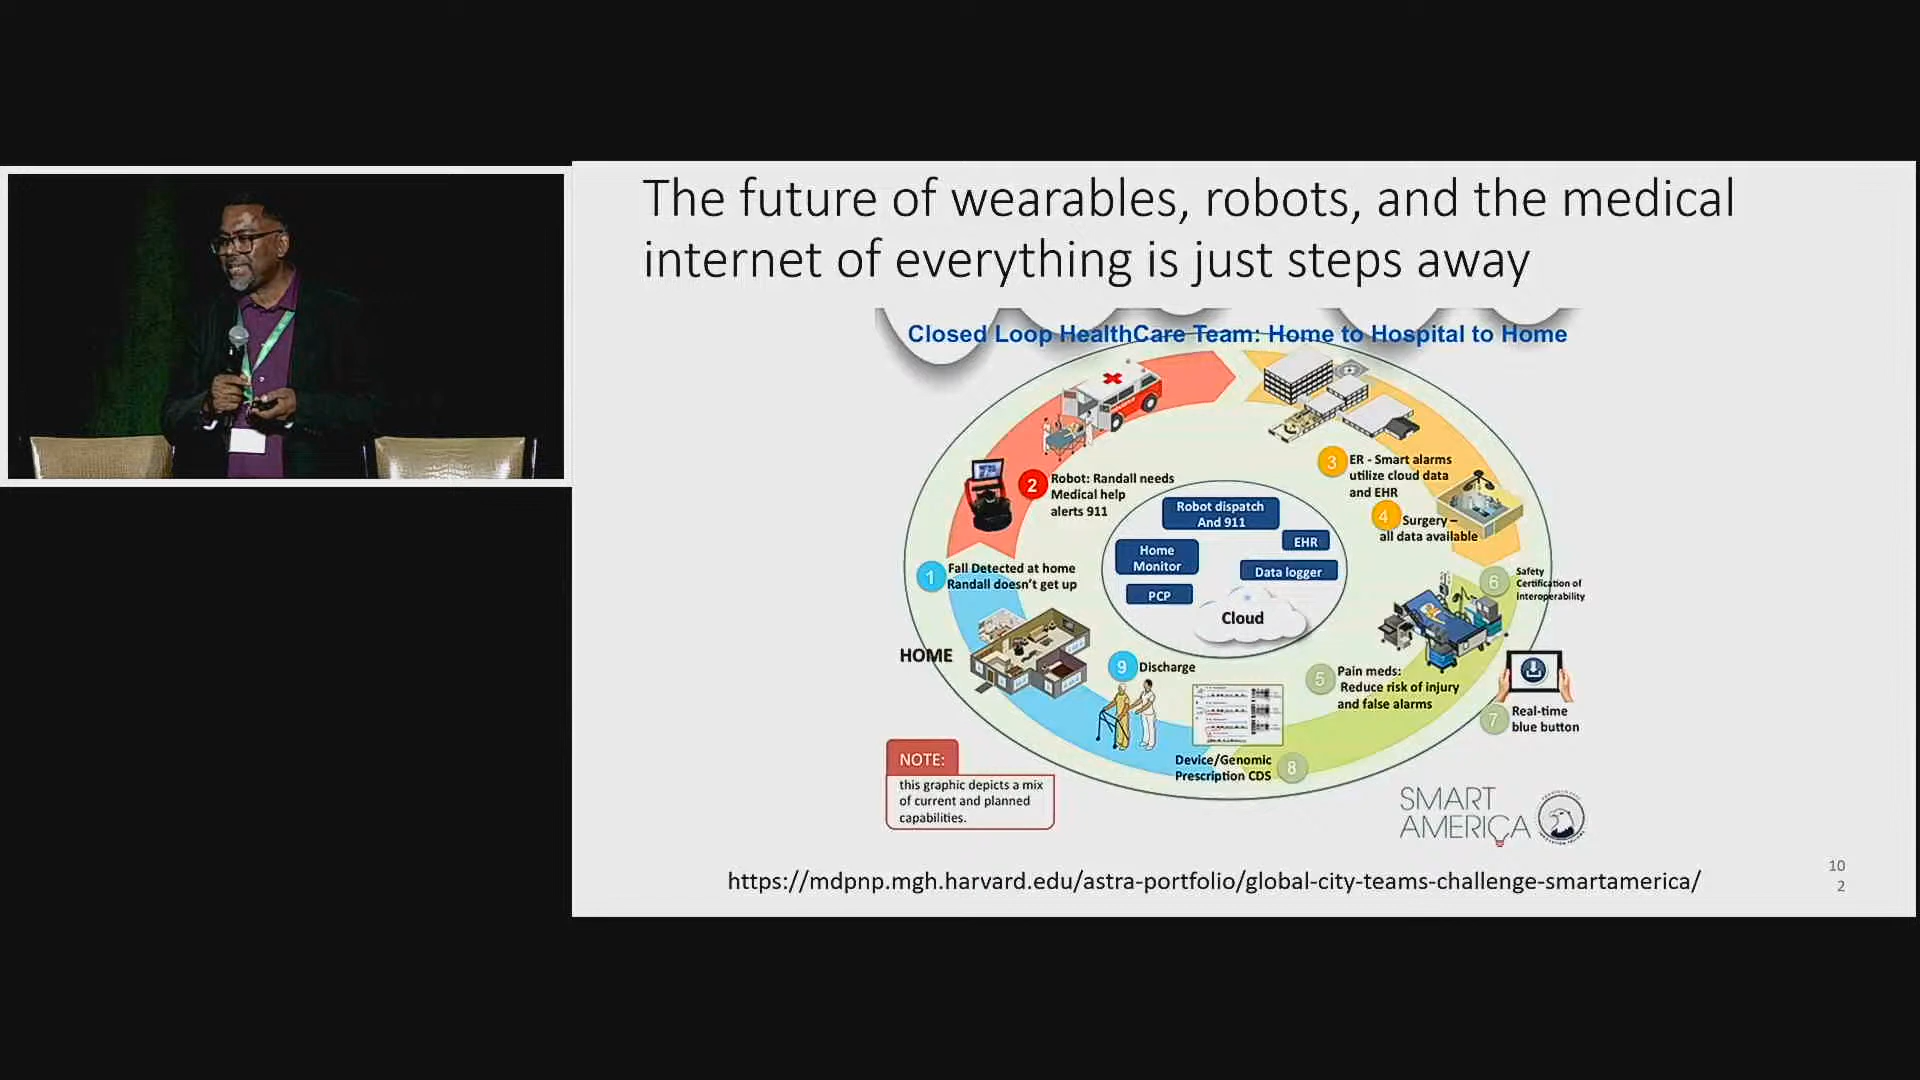 The future of wearables, robots, and the medical
internet of everything is just steps away
Closed Loop HealthCare Team: Home to Hospital to Home
2
Robot: Randall needs
Medical help
alerts 911
3
ER - Smart alarms
utilize cloud data
and EHR
4
Surgery –
all data available
Robot dispatch
And 911
EHR
Home
Monitor
Data logger
PCP
Cloud
1
Fall Detected at home
Randall doesn't get up
HOME
6
Safety
Certification of
Interoperability
5
Pain meds:
Reduce risk of injury
and false alarms
7
Real-time
blue button
9
Discharge
Device/Genomic
Prescription CDS
8
NOTE:
this graphic depicts a mix
of current and planned
capabilities.
SMART
AMERICA
https://mdpnp.mgh.harvard.edu/astra-portfolio/global-city-teams-challenge-smartamerica/
10
2